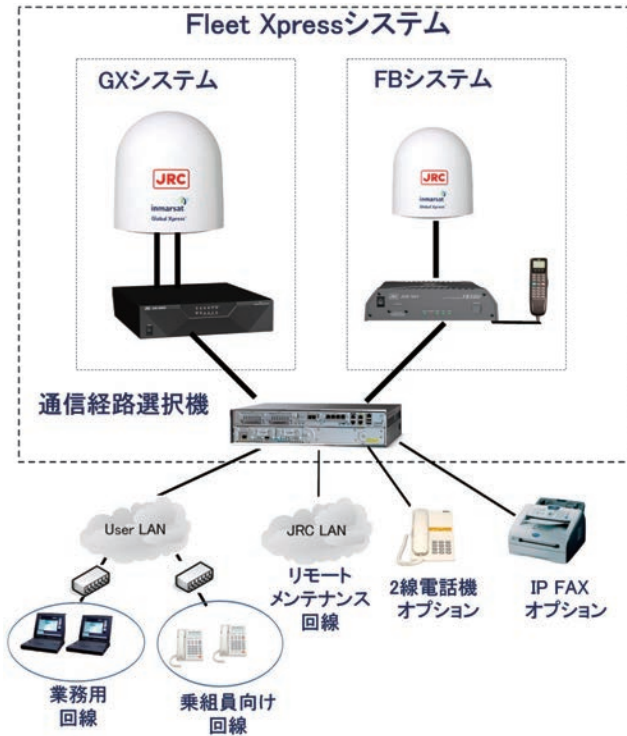 Fleet Xpressシステム
GXシステム
FBシステム
JRC
inmarsat
Global Xpress
JRC
inmarsat
JRC
通信経路選択機
User LAN
JRC LAN
リモート
メンテナンス
回線
2線電話機
オプション
IP FAX
オプション
業務用
回線
乗組員向け
回線